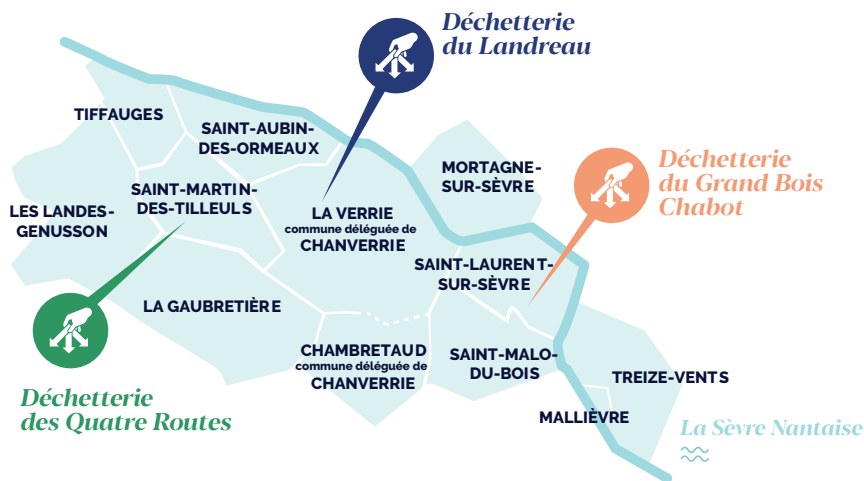 Déchetterie
du Landreau
TIFFAUGES
SAINT-AUBIN-
DES-ORMEAUX
MORTAGNE-
SUR-SÈVRE
Déchetterie
du Grand Bois
Chabot
SAINT-MARTIN-
DES-TILLEULS
LES LANDES-
GENUSSON
LA VERRIE
commune déléguée de
CHANVERRIE
SAINT-LAURENT-
SUR-SÈVRE
LA GAUBRETIÈRE
CHAMBRETAUD
commune déléguée de
CHANVERRIE
SAINT-MALO-
DU-BOIS
TREIZE-VENTS
Déchetterie
des Quatre Routes
MALLIÈVRE
La Sèvre Nantaise